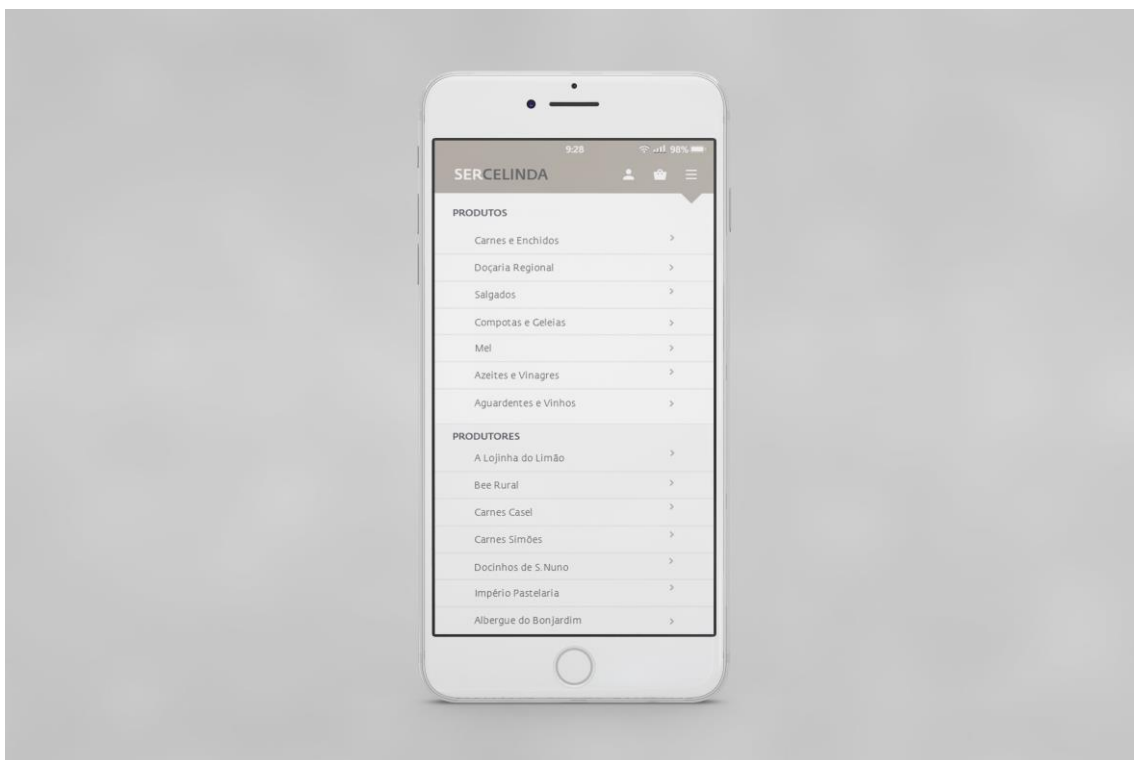 9:28 98%
SERCELINDA
PRODUTOS
Carnes e Enchidos
Doçaria Regional
Salgados
Compotas e Geleias
Mel
Azeites e Vinagres
Aguardentes e Vinhos
PRODUTORES
A Lojinha do Limão
Bee Rural
Carnes Casel
Carnes Simões
Docinhos de S.Nuno
Império Pastelaria
Albergue do Bonjardim